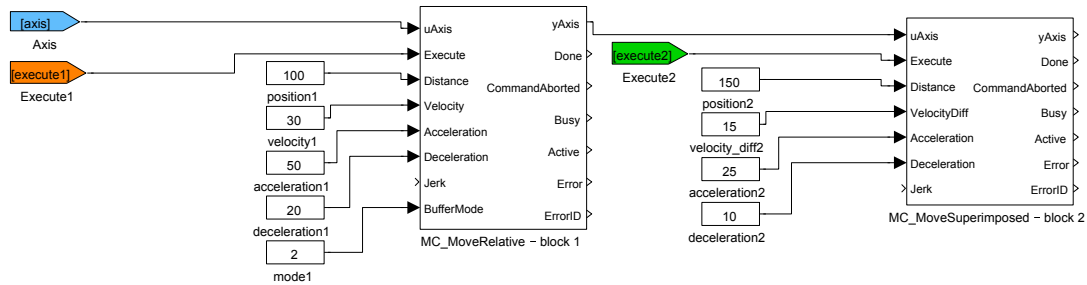 [axis]
Axis
[execute1]
Execute1
100
position1
30
velocity1
50
acceleration1
20
deceleration1
2
mode1
uAxis
Execute
Distance
Velocity
Acceleration
Deceleration
Jerk
BufferMode
yAxis
Done
CommandAborted
Busy
Active
Error
ErrorID
MC_MoveRelative − block 1
[execute2]
Execute2
150
position2
15
velocity_diff2
25
acceleration2
10
deceleration2
uAxis
Execute
Distance
VelocityDiff
Acceleration
Deceleration
Jerk
yAxis
Done
CommandAborted
Busy
Active
Error
ErrorID
MC_MoveSuperimposed − block 2